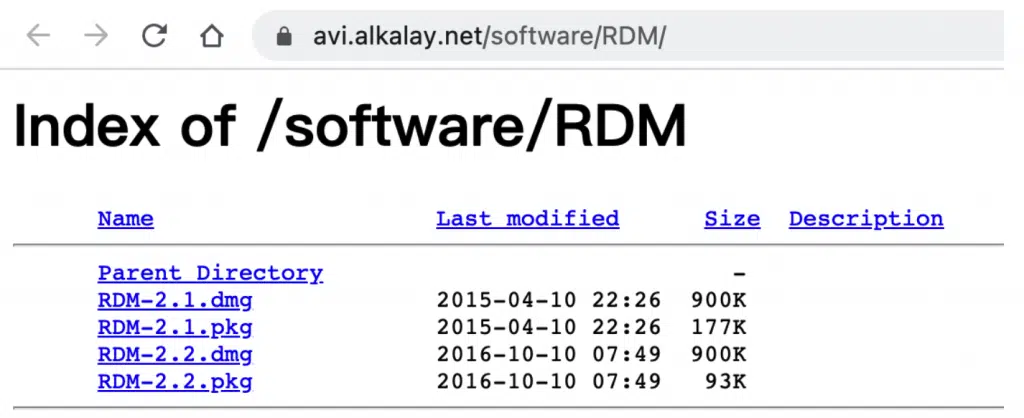 avi.alkalay.net/software/RDM/
Index of /software/RDM
Name Last modified Size Description
Parent Directory -
RDM-2.1.dmg 2015-04-10 22:26 900K
RDM-2.1.pkg 2015-04-10 22:26 177K
RDM-2.2.dmg 2016-10-10 07:49 900K
RDM-2.2.pkg 2016-10-10 07:49 93K